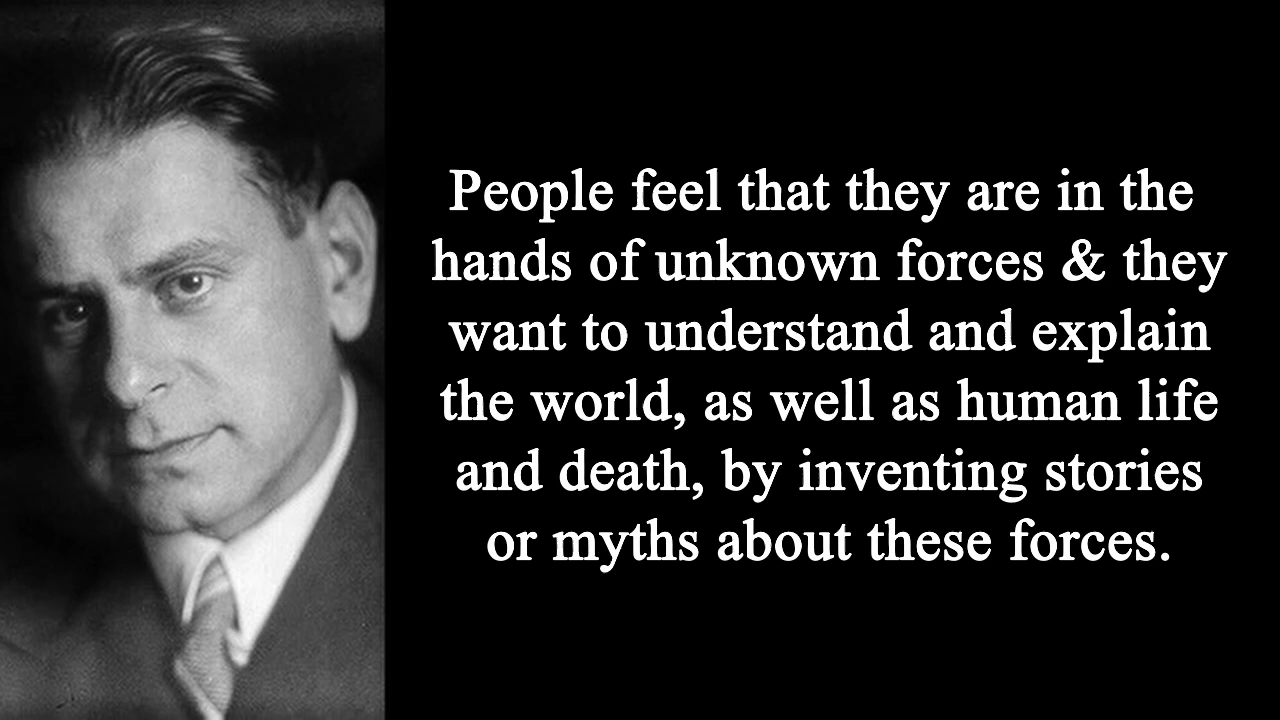 People feel that they are in the
hands of unknown forces & they
want to understand and explain
the world, as well as human life
and death, by inventing stories
or myths about these forces.